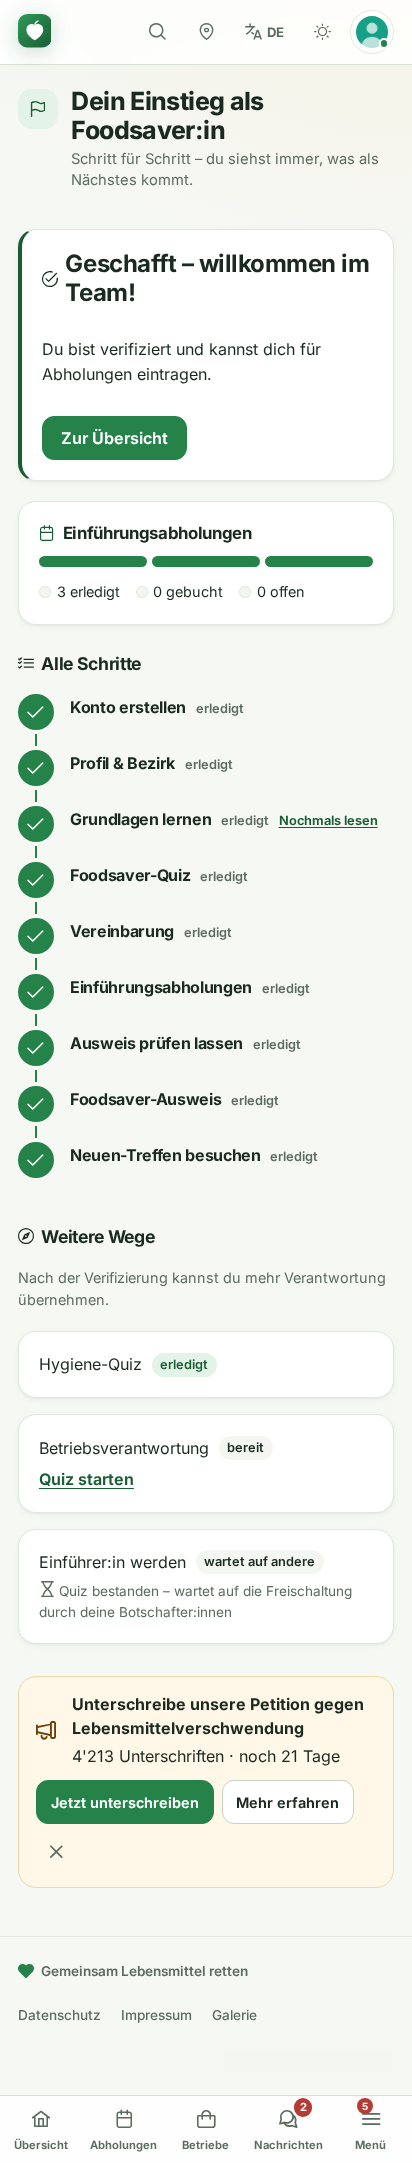 DE
Dein Einstieg als
Foodsaver:in
Schritt für Schritt – du siehst immer, was als
Nächstes kommt.
Geschafft – willkommen im
Team!
Du bist verifiziert und kannst dich für
Abholungen eintragen.
Zur Übersicht
Einführungsabholungen
3 erledigt 0 gebucht 0 offen
Alle Schritte
Konto erstellen erledigt
Profil & Bezirk erledigt
Grundlagen lernen erledigt Nochmals lesen
Foodsaver-Quiz erledigt
Vereinbarung erledigt
Einführungsabholungen erledigt
Ausweis prüfen lassen erledigt
Foodsaver-Ausweis erledigt
Neuen-Treffen besuchen erledigt
Weitere Wege
Nach der Verifizierung kannst du mehr Verantwortung
übernehmen.
Hygiene-Quiz erledigt
Betriebsverantwortung bereit
Quiz starten
Einführer:in werden wartet auf andere
Quiz bestanden – wartet auf die Freischaltung
durch deine Botschafter:innen
Unterschreibe unsere Petition gegen
Lebensmittelverschwendung
4'213 Unterschriften · noch 21 Tage
Jetzt unterschreiben Mehr erfahren
Gemeinsam Lebensmittel retten
Datenschutz Impressum Galerie
2 5
Übersicht Abholungen Betriebe Nachrichten Menü